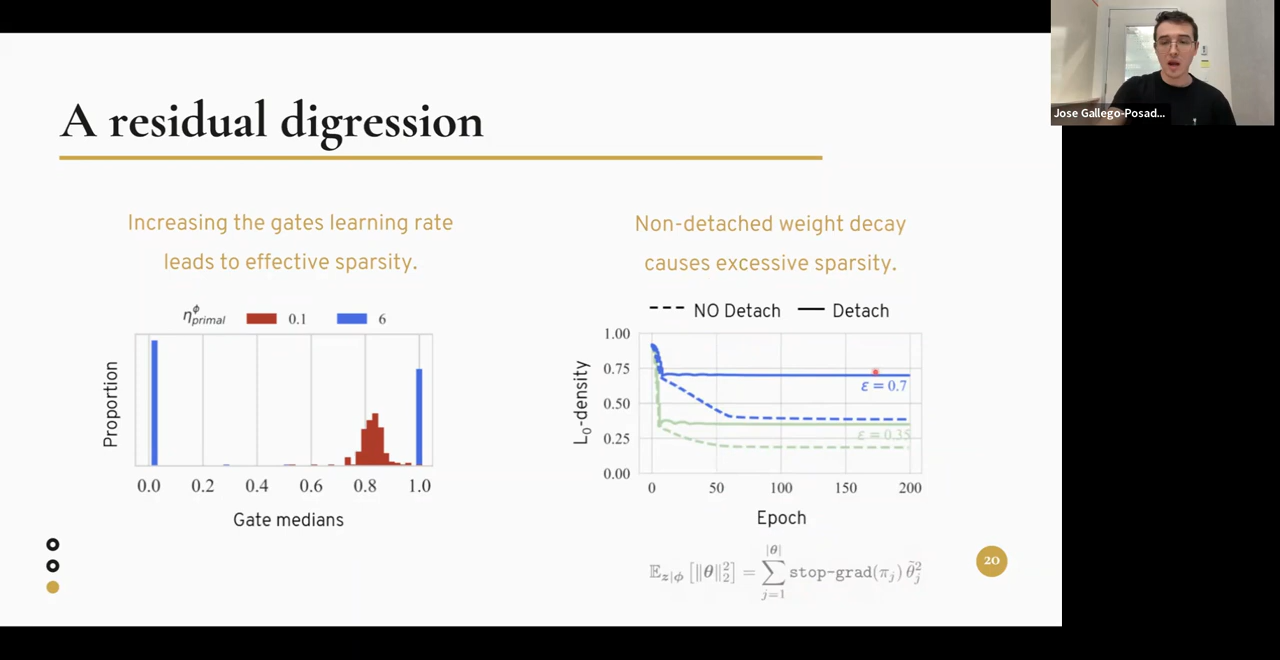 Jose Gallego-Posad...
A residual digression
Increasing the gates learning rate
leads to effective sparsity.
η^ϕ_primal 0.1 6
Proportion
0.0 0.2 0.4 0.6 0.8 1.0
Gate medians
Non-detached weight decay
causes excessive sparsity.
NO Detach Detach
L₀-density
1.00
0.75
0.50
0.25
0.00
ε = 0.7
ε = 0.35
0 50 100 150 200
Epoch
𝔼_{z|ϕ} [‖θ‖₂²] = ∑_{j=1}^{|θ|} stop-grad(π_j) θ̃_j²
20